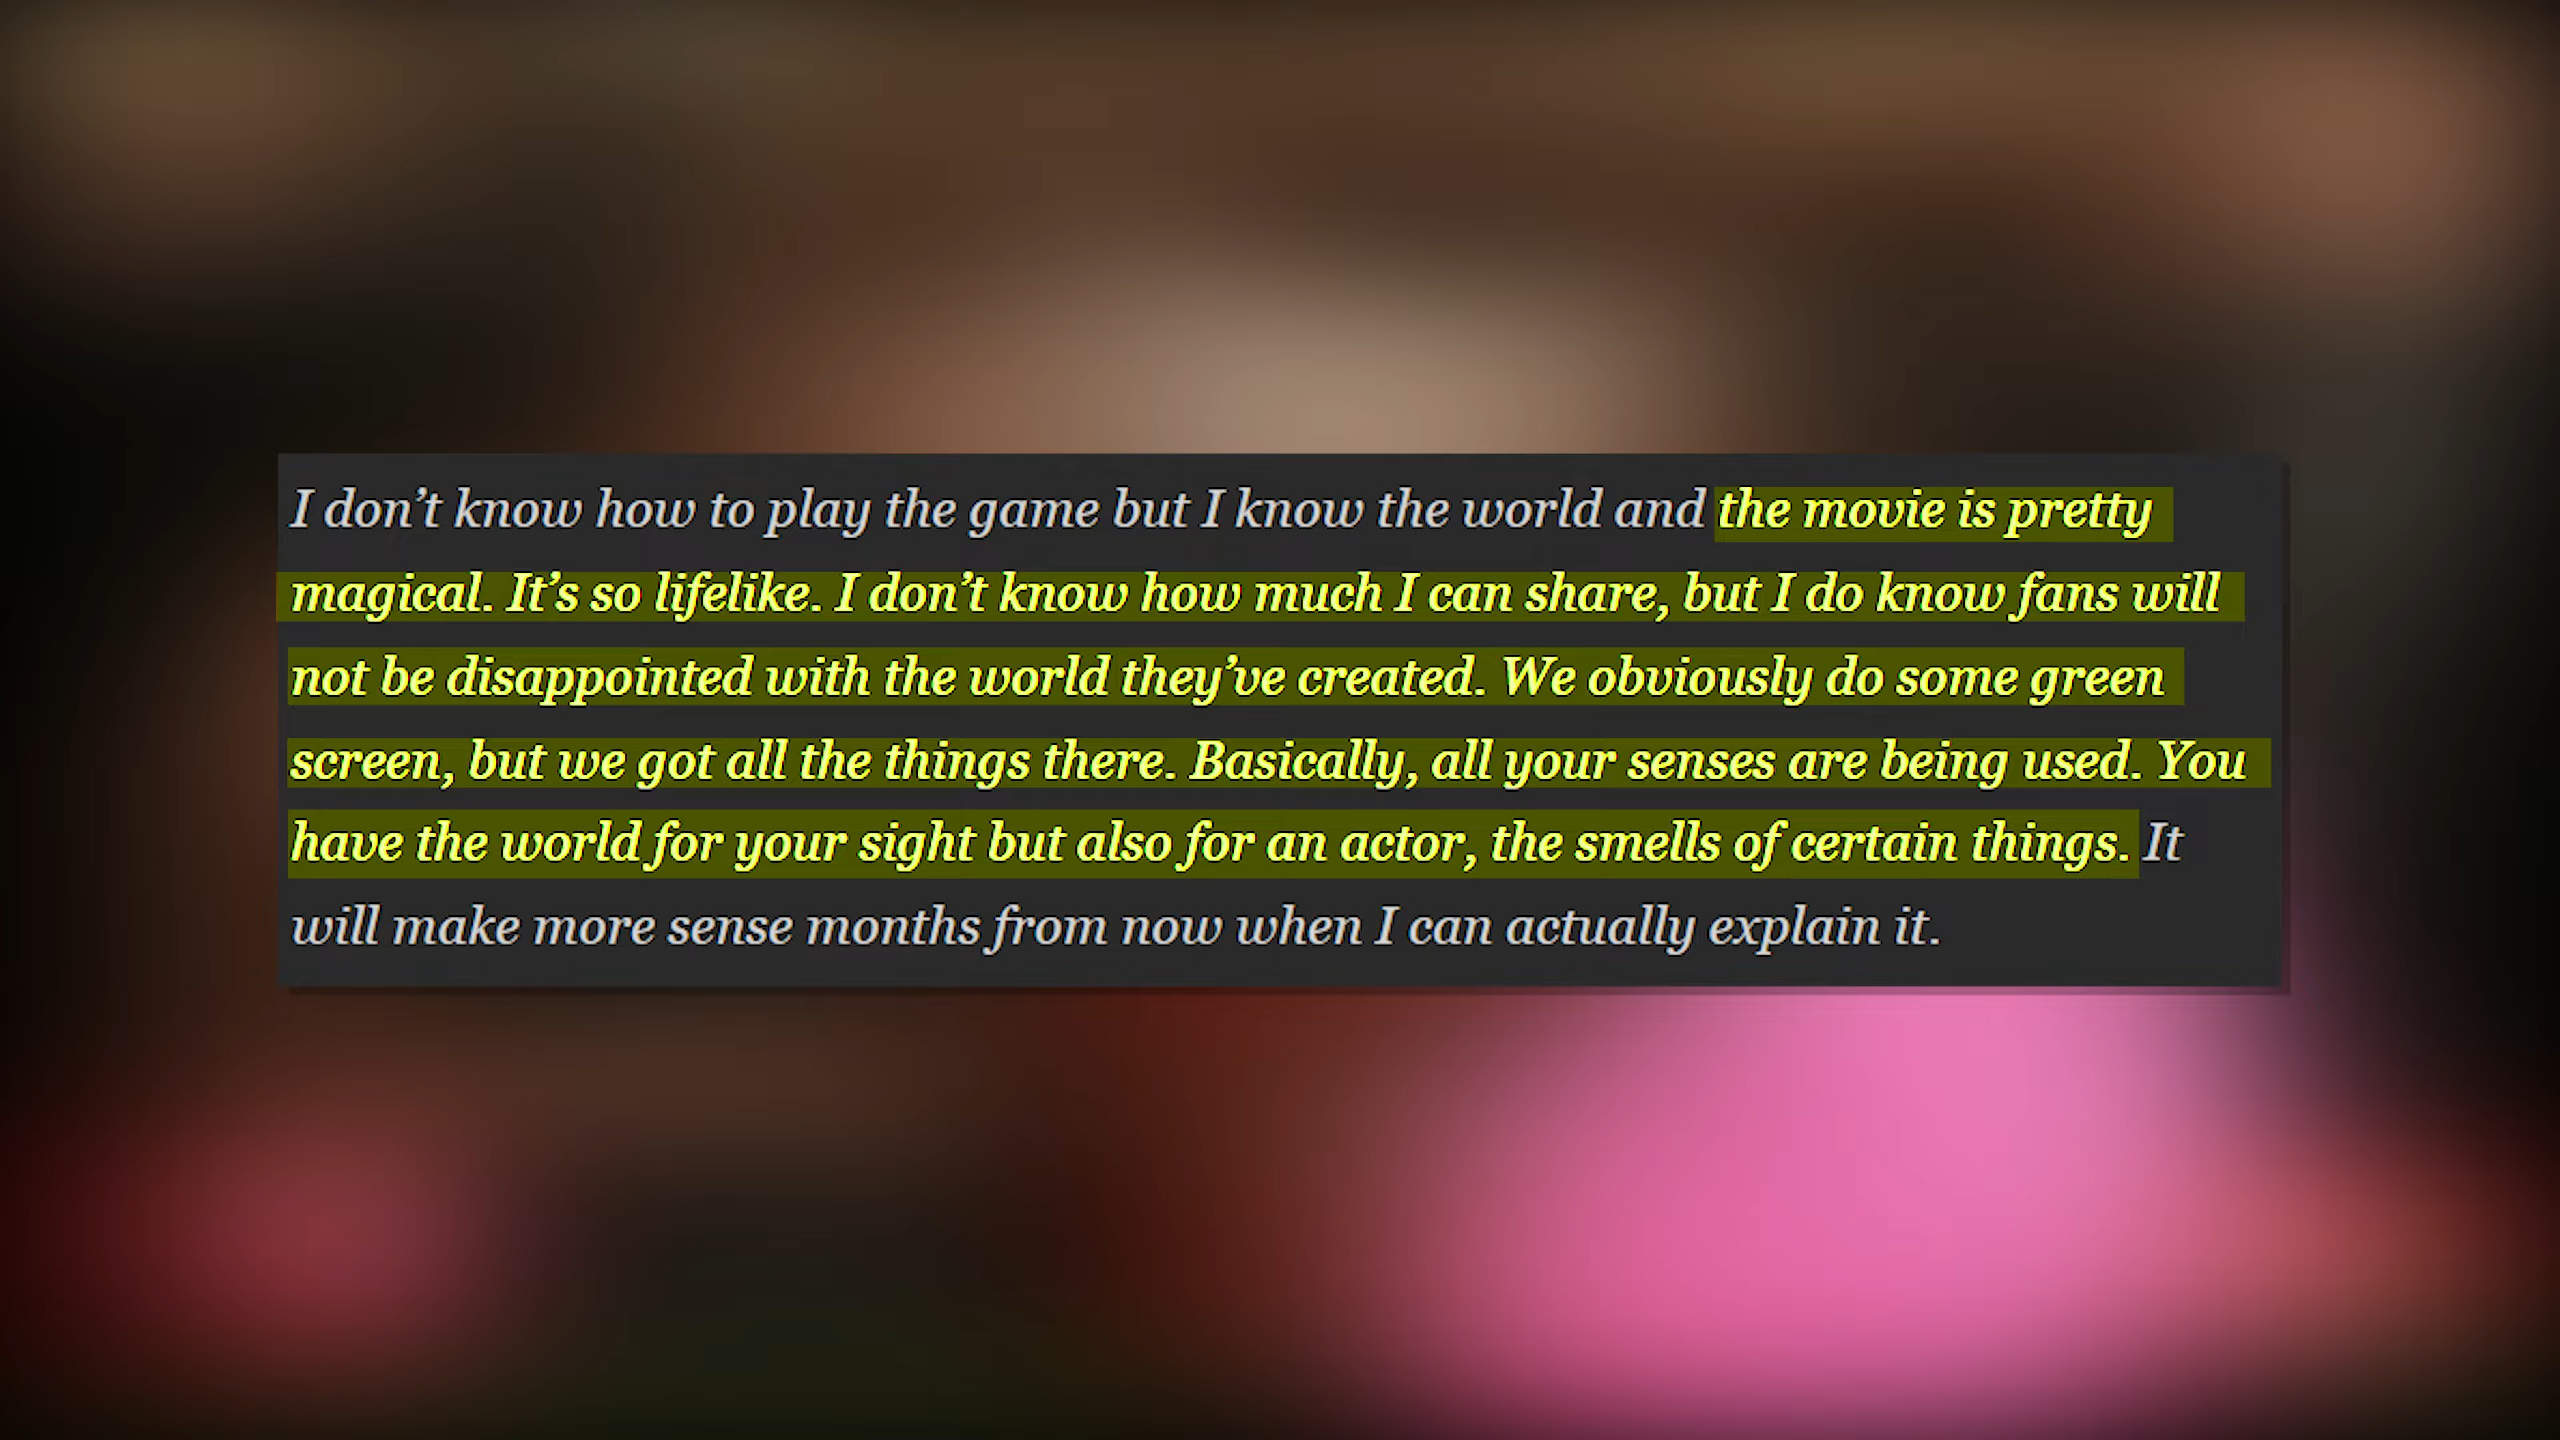 I don’t know how to play the game but I know the world and the movie is pretty
magical. It’s so lifelike. I don’t know how much I can share, but I do know fans will
not be disappointed with the world they’ve created. We obviously do some green
screen, but we got all the things there. Basically, all your senses are being used. You
have the world for your sight but also for an actor, the smells of certain things. It
will make more sense months from now when I can actually explain it.